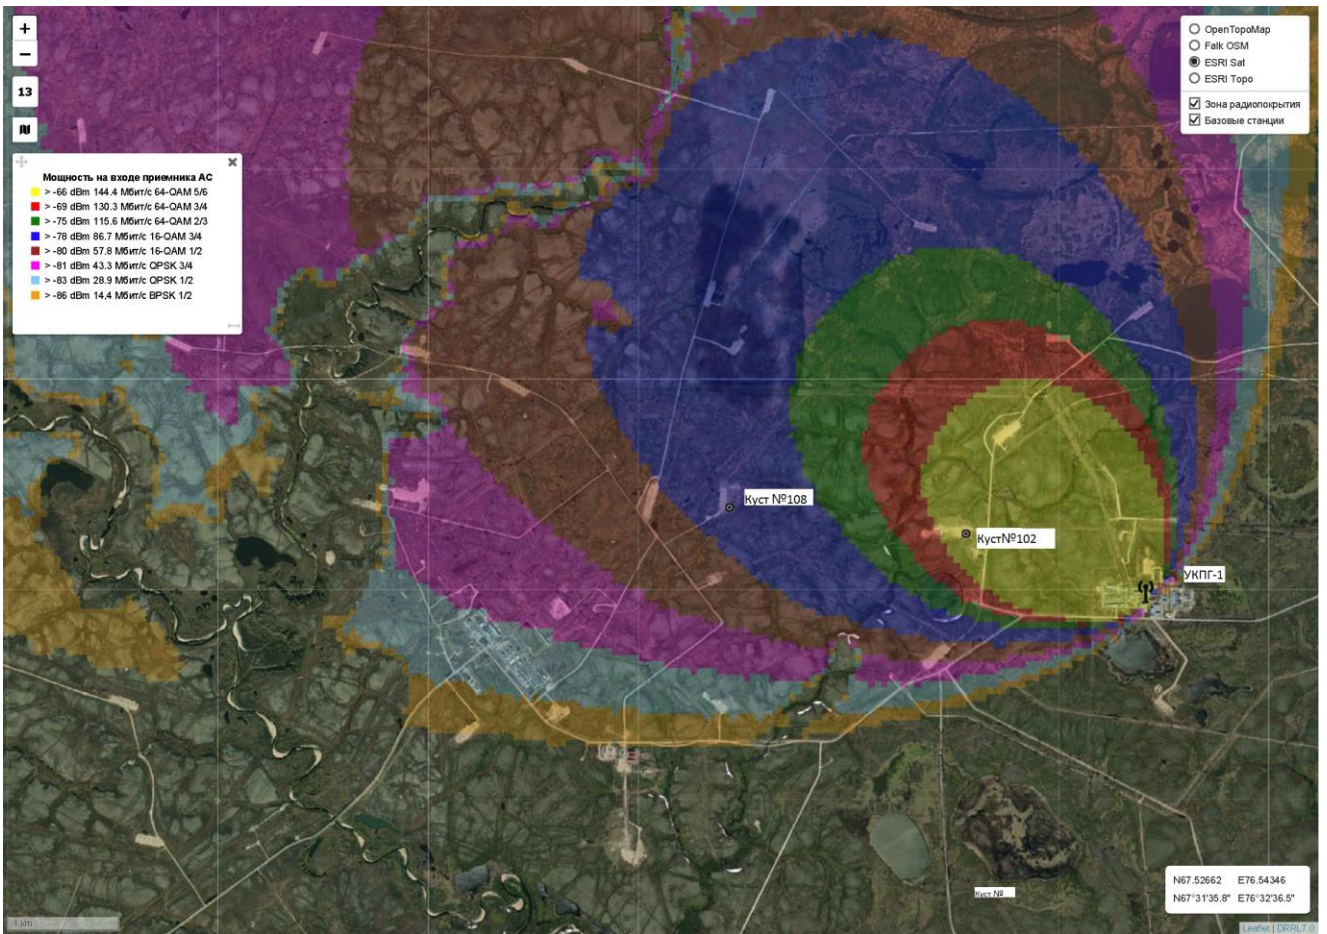 +
−
13
Мощность на входе приемника АС
> -66 dBm 144.4 Мбит/с 64-QAM 5/6
> -69 dBm 130.3 Мбит/с 64-QAM 3/4
> -75 dBm 115.6 Мбит/с 64-QAM 2/3
> -78 dBm 86.7 Мбит/с 16-QAM 3/4
> -80 dBm 57.8 Мбит/с 16-QAM 1/2
> -81 dBm 43.3 Мбит/с QPSK 3/4
> -83 dBm 28.9 Мбит/с QPSK 1/2
> -86 dBm 14.4 Мбит/с BPSK 1/2
OpenTopoMap
Falk OSM
ESRI Sat
ESRI Topo
Зона радиопокрытия
Базовые станции
Куст №108
Куст№102
УКПГ-1
Куст №
N67.52662 E76.54346
N67°31'35.8" E76°32'36.5"
1 km
Leaflet | DRRL7.0